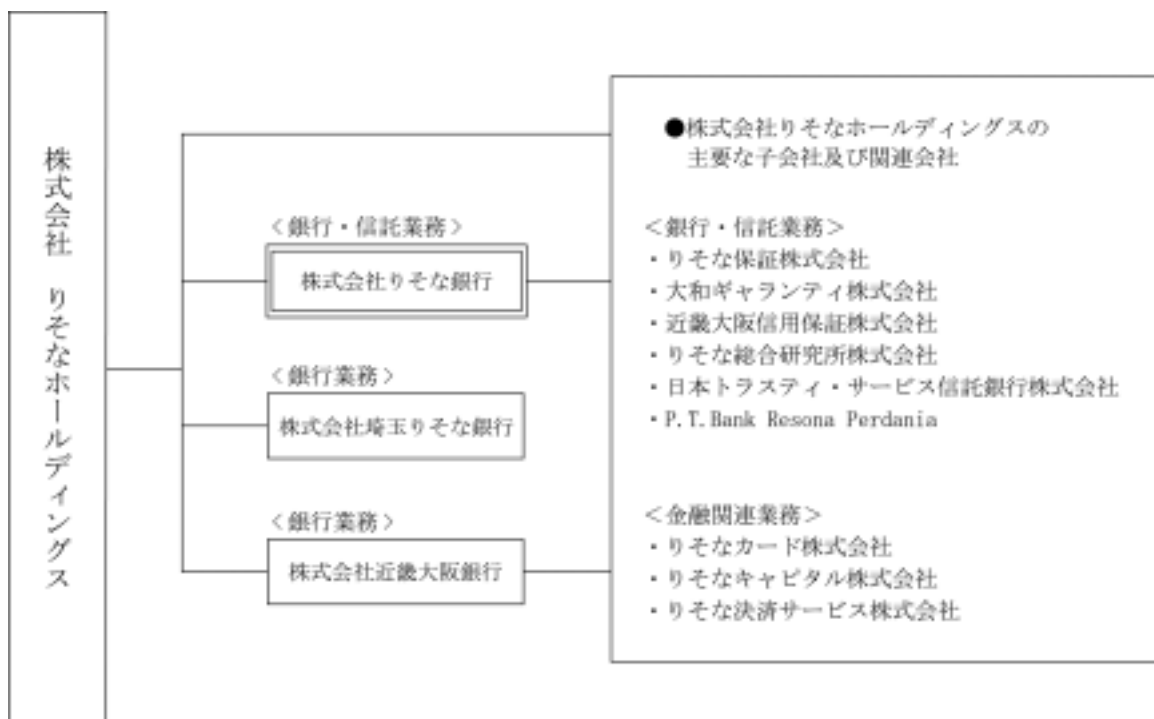 株式会社 りそなホールディングス
<銀行・信託業務>
株式会社りそな銀行
<銀行業務>
株式会社埼玉りそな銀行
<銀行業務>
株式会社近畿大阪銀行
●株式会社りそなホールディングスの
主要な子会社及び関連会社
<銀行・信託業務>
・りそな保証株式会社
・大和ギャランティ株式会社
・近畿大阪信用保証株式会社
・りそな総合研究所株式会社
・日本トラスティ・サービス信託銀行株式会社
・P.T.Bank Resona Perdania
<金融関連業務>
・りそなカード株式会社
・りそなキャピタル株式会社
・りそな決済サービス株式会社